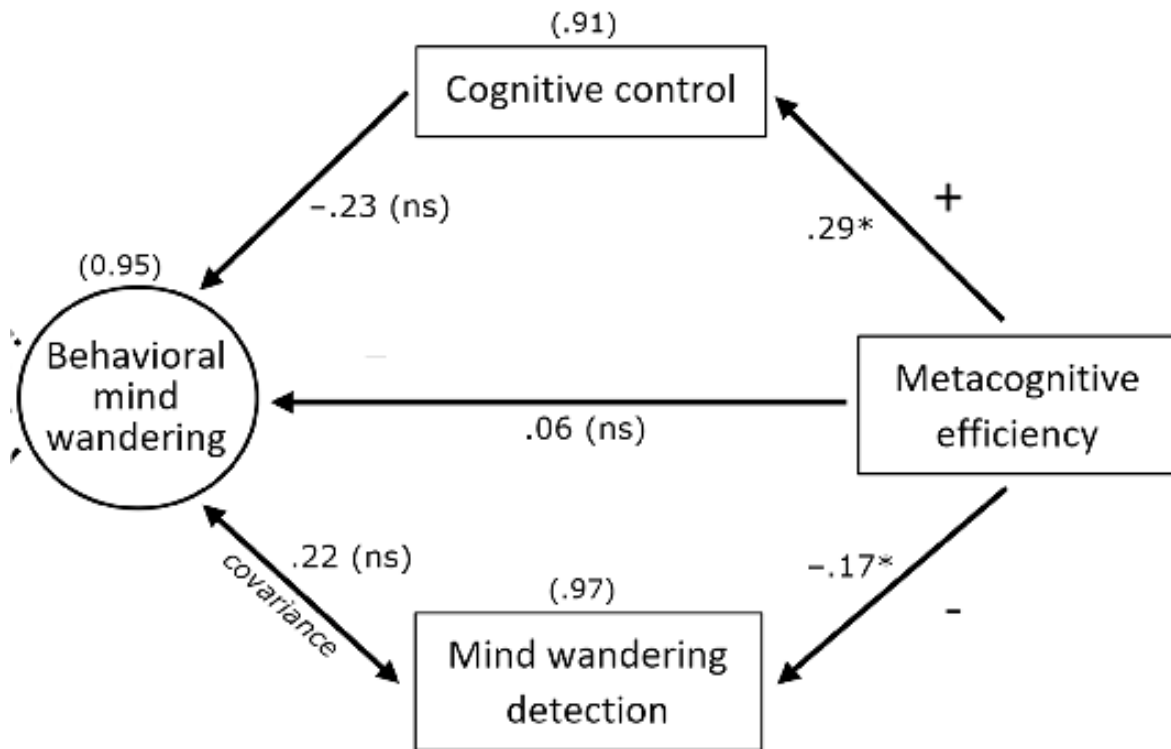 (.91)
Cognitive control
–.23 (ns)
+
.29*
(0.95)
Behavioral
mind
wandering
.06 (ns)
Metacognitive
efficiency
.22 (ns)
covariance
–.17*
-
(.97)
Mind wandering
detection